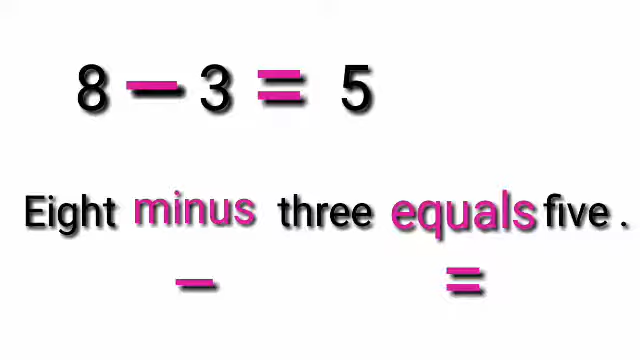 8 − 3 = 5
Eight minus three equals five .
− =